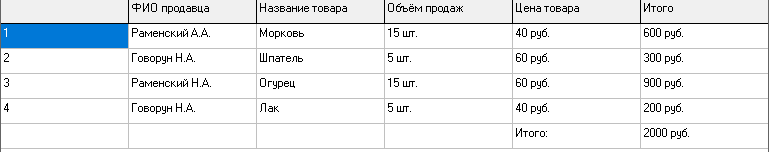 ФИО продавца Название товара Объём продаж Цена товара Итого
1 Раменский А.А. Морковь 15 шт. 40 руб. 600 руб.
2 Говорун Н.А. Шпатель 5 шт. 60 руб. 300 руб.
3 Раменский Н.А. Огурец 15 шт. 60 руб. 900 руб.
4 Говорун Н.А. Лак 5 шт. 40 руб. 200 руб.
Итого: 2000 руб.